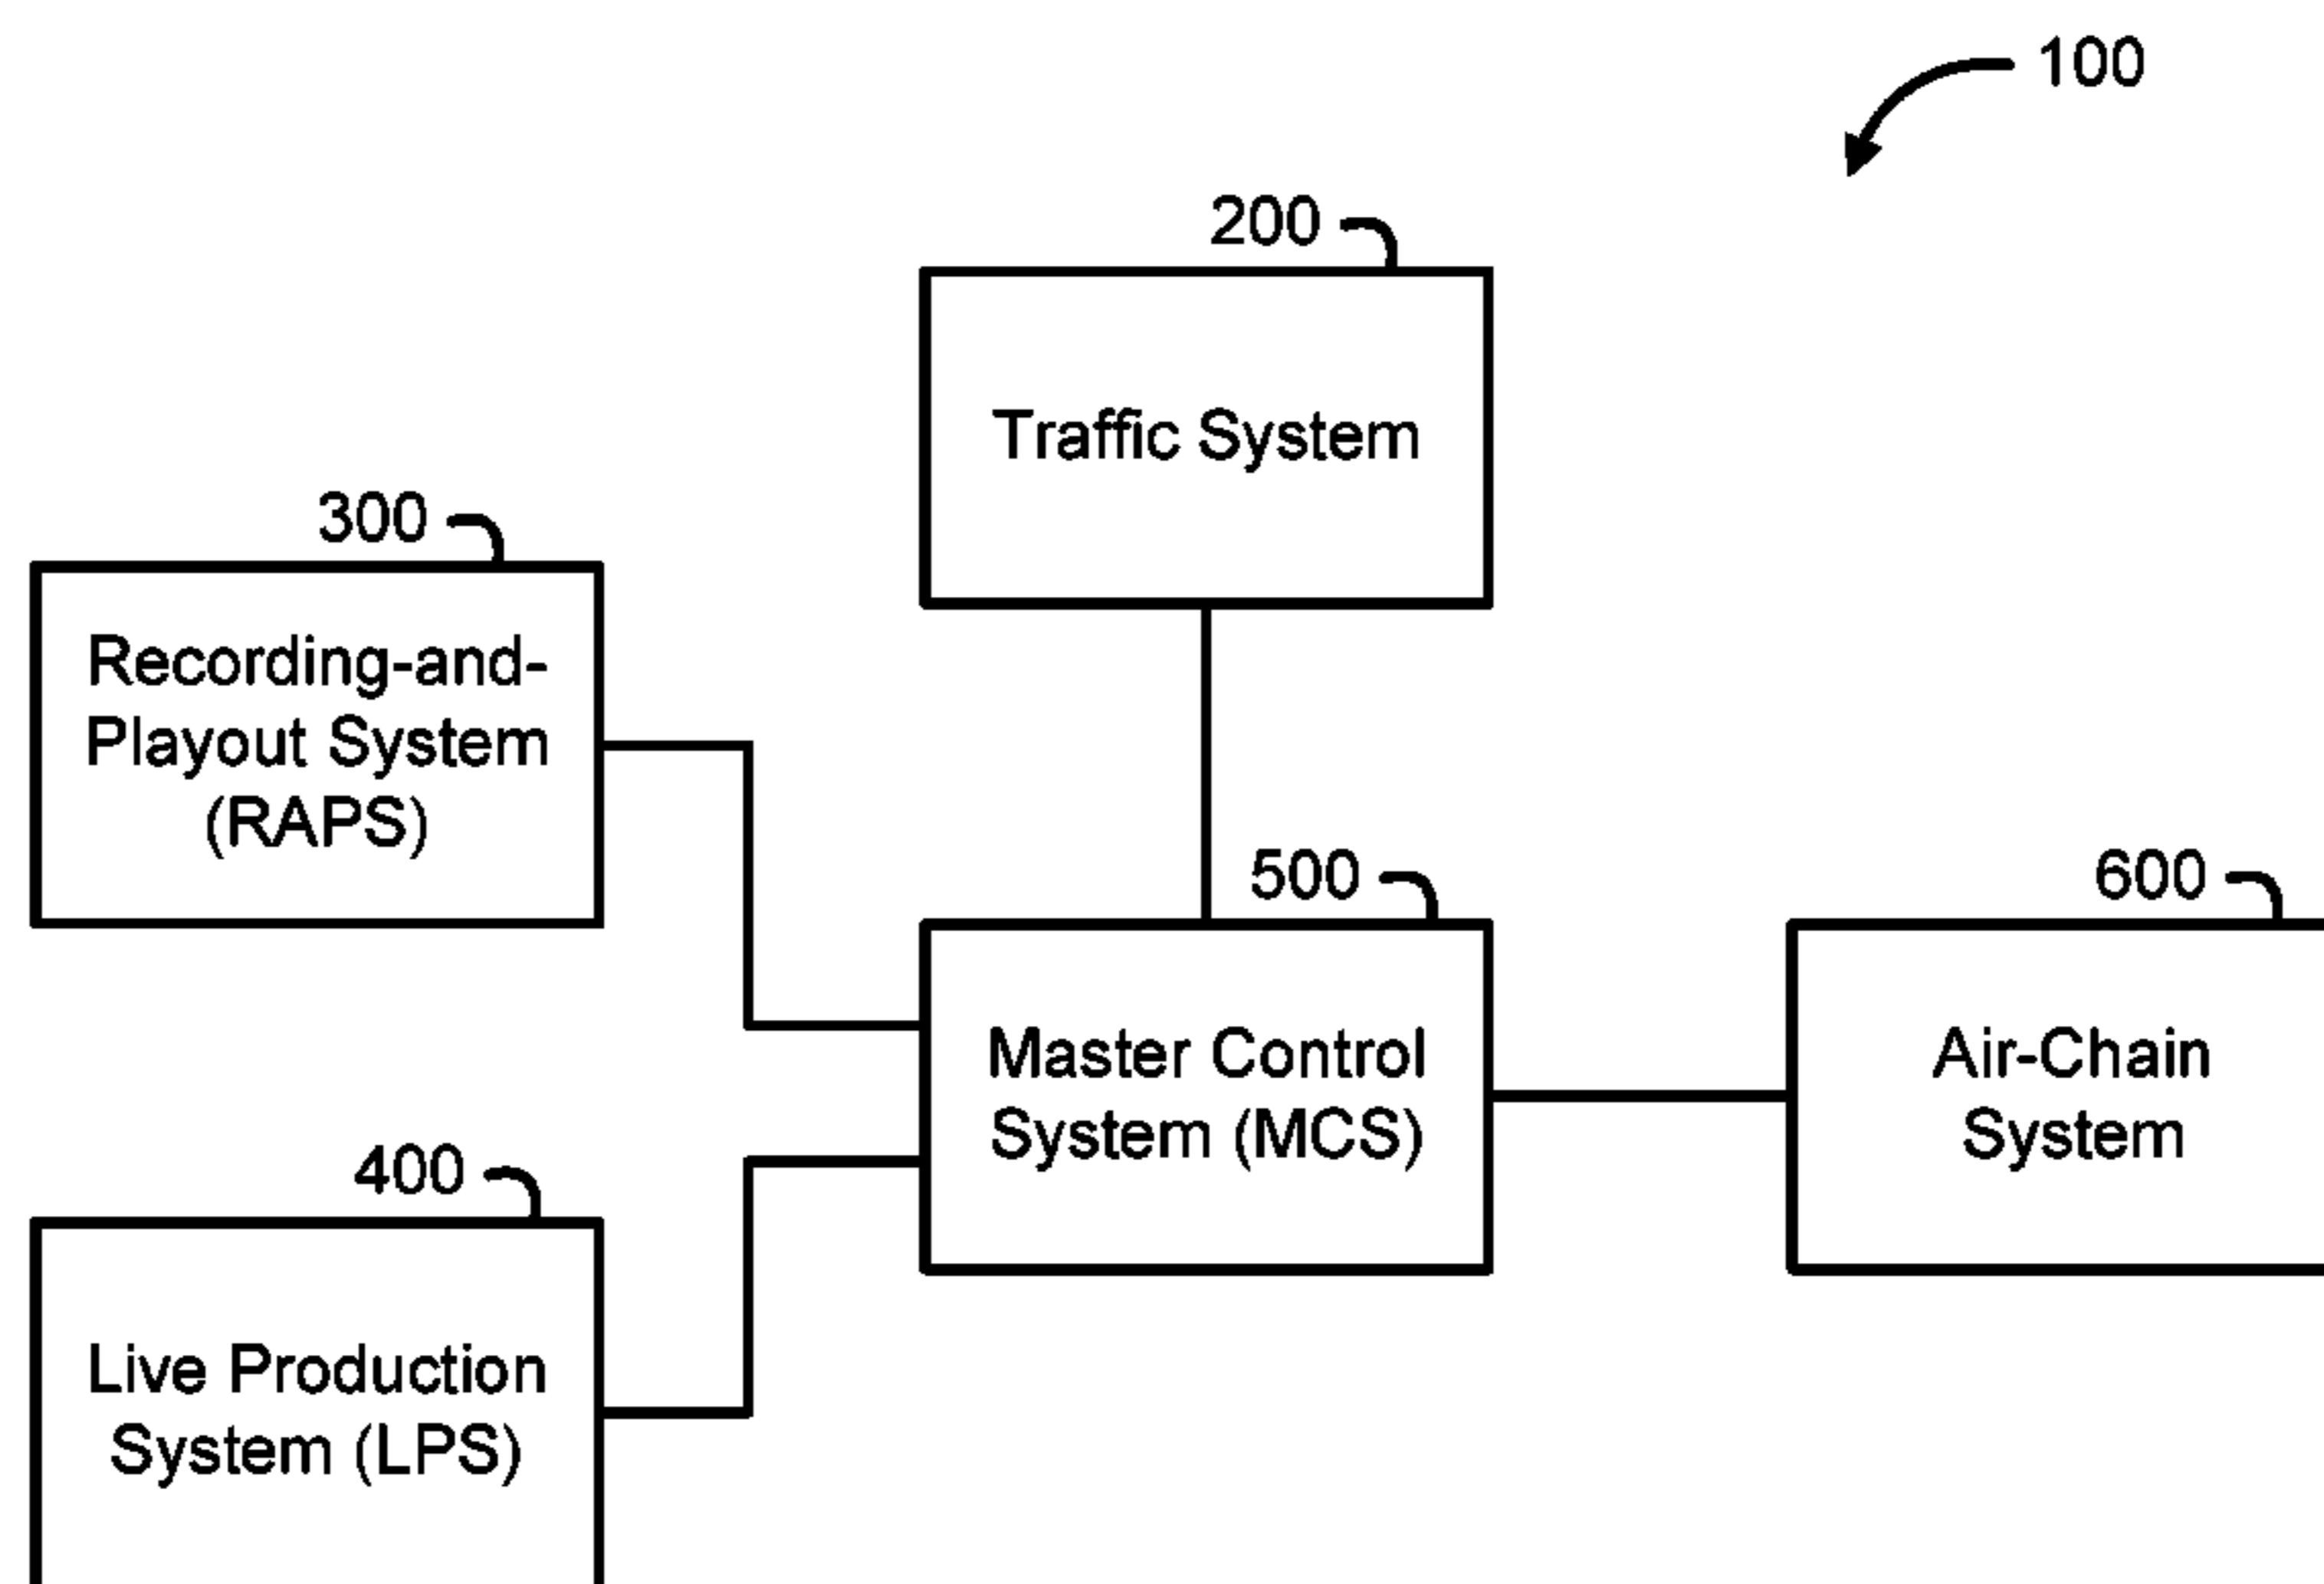 100
200
Traffic System
300
Recording-and-
Playout System
(RAPS)
500
Master Control
System (MCS)
600
Air-Chain
System
400
Live Production
System (LPS)